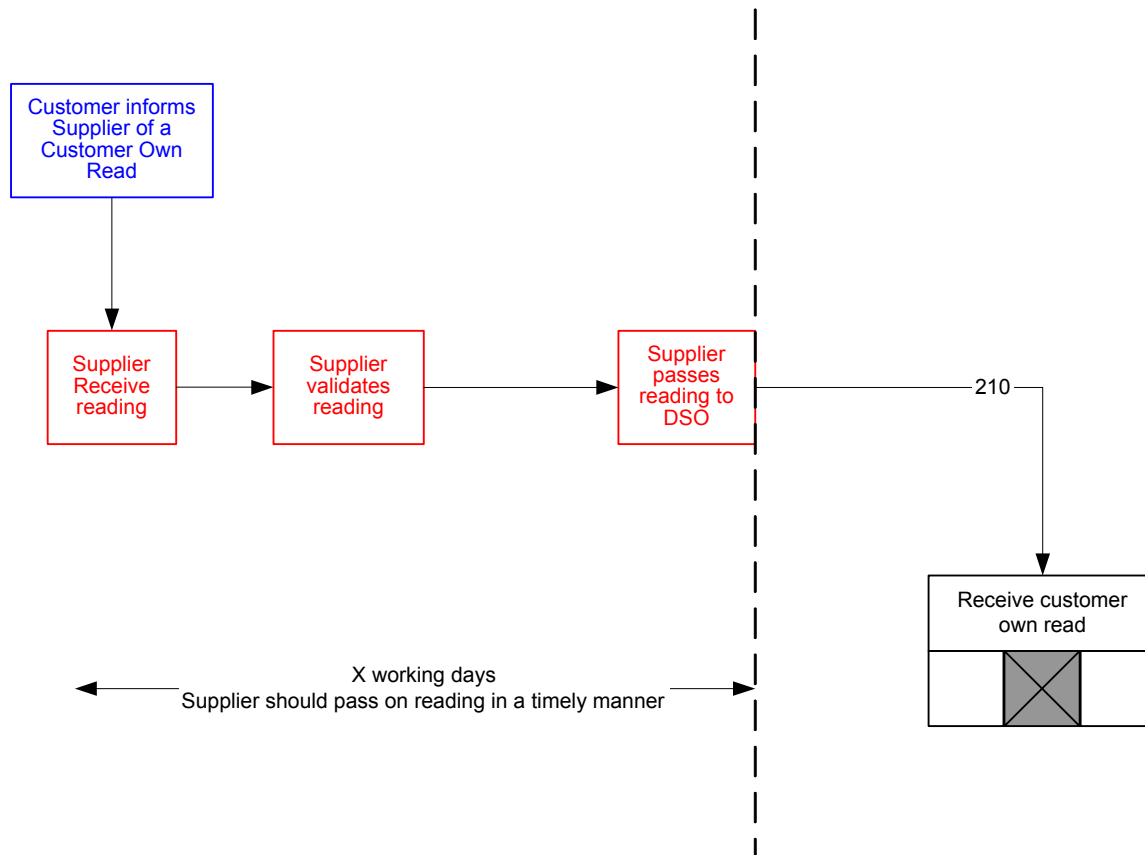 Customer informs
Supplier of a
Customer Own
Read
Supplier
Receive
reading
Supplier
validates
reading
Supplier
passes
reading to
DSO
210
Receive customer
own read
X working days
Supplier should pass on reading in a timely manner